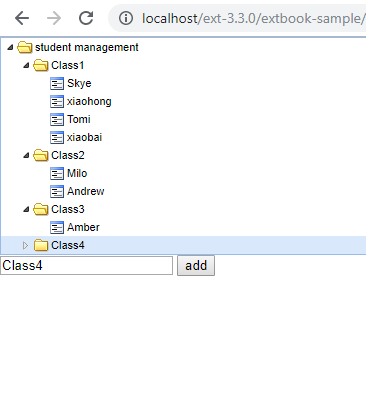 localhost/ext-3.3.0/extbook-sample/
student management
Class1
Skye
xiaohong
Tomi
xiaobai
Class2
Milo
Andrew
Class3
Amber
Class4
Class4 add